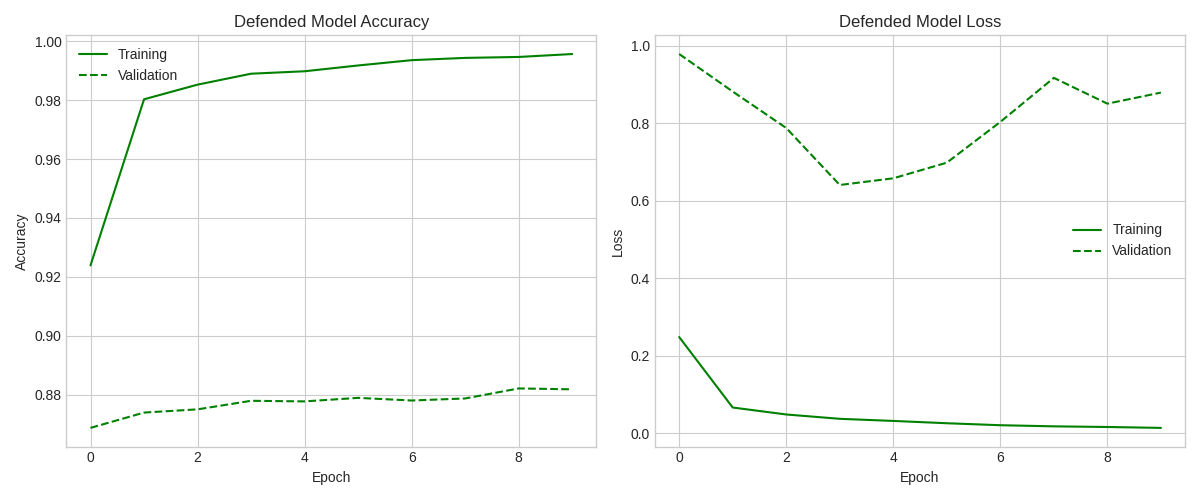 Defended Model Accuracy
1.00
0.98
0.96
0.94
0.92
0.90
0.88
Accuracy
Training
Validation
0
2
4
6
8
Epoch
Defended Model Loss
1.0
0.8
0.6
0.4
0.2
0.0
Loss
Training
Validation
0
2
4
6
8
Epoch